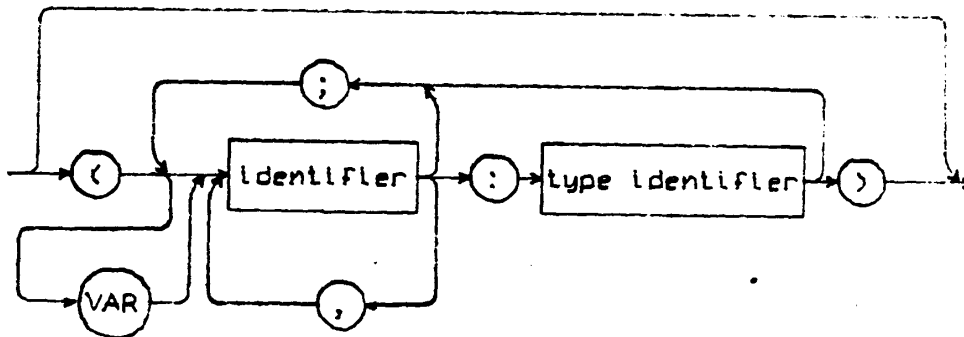 ;
( identifier : type identifier )
VAR ,